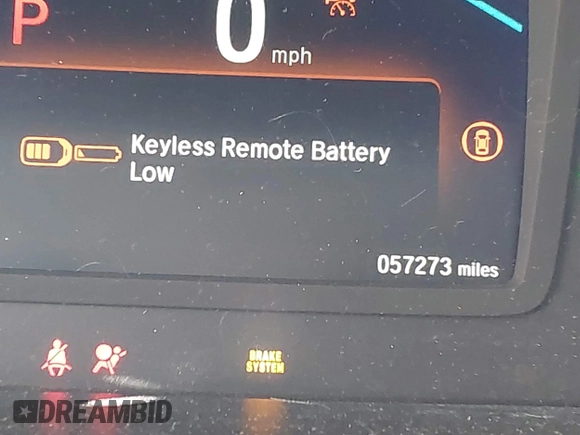 P
0 mph
Keyless Remote Battery
Low
057273 miles
BRAKE
SYSTEM
DREAMBID